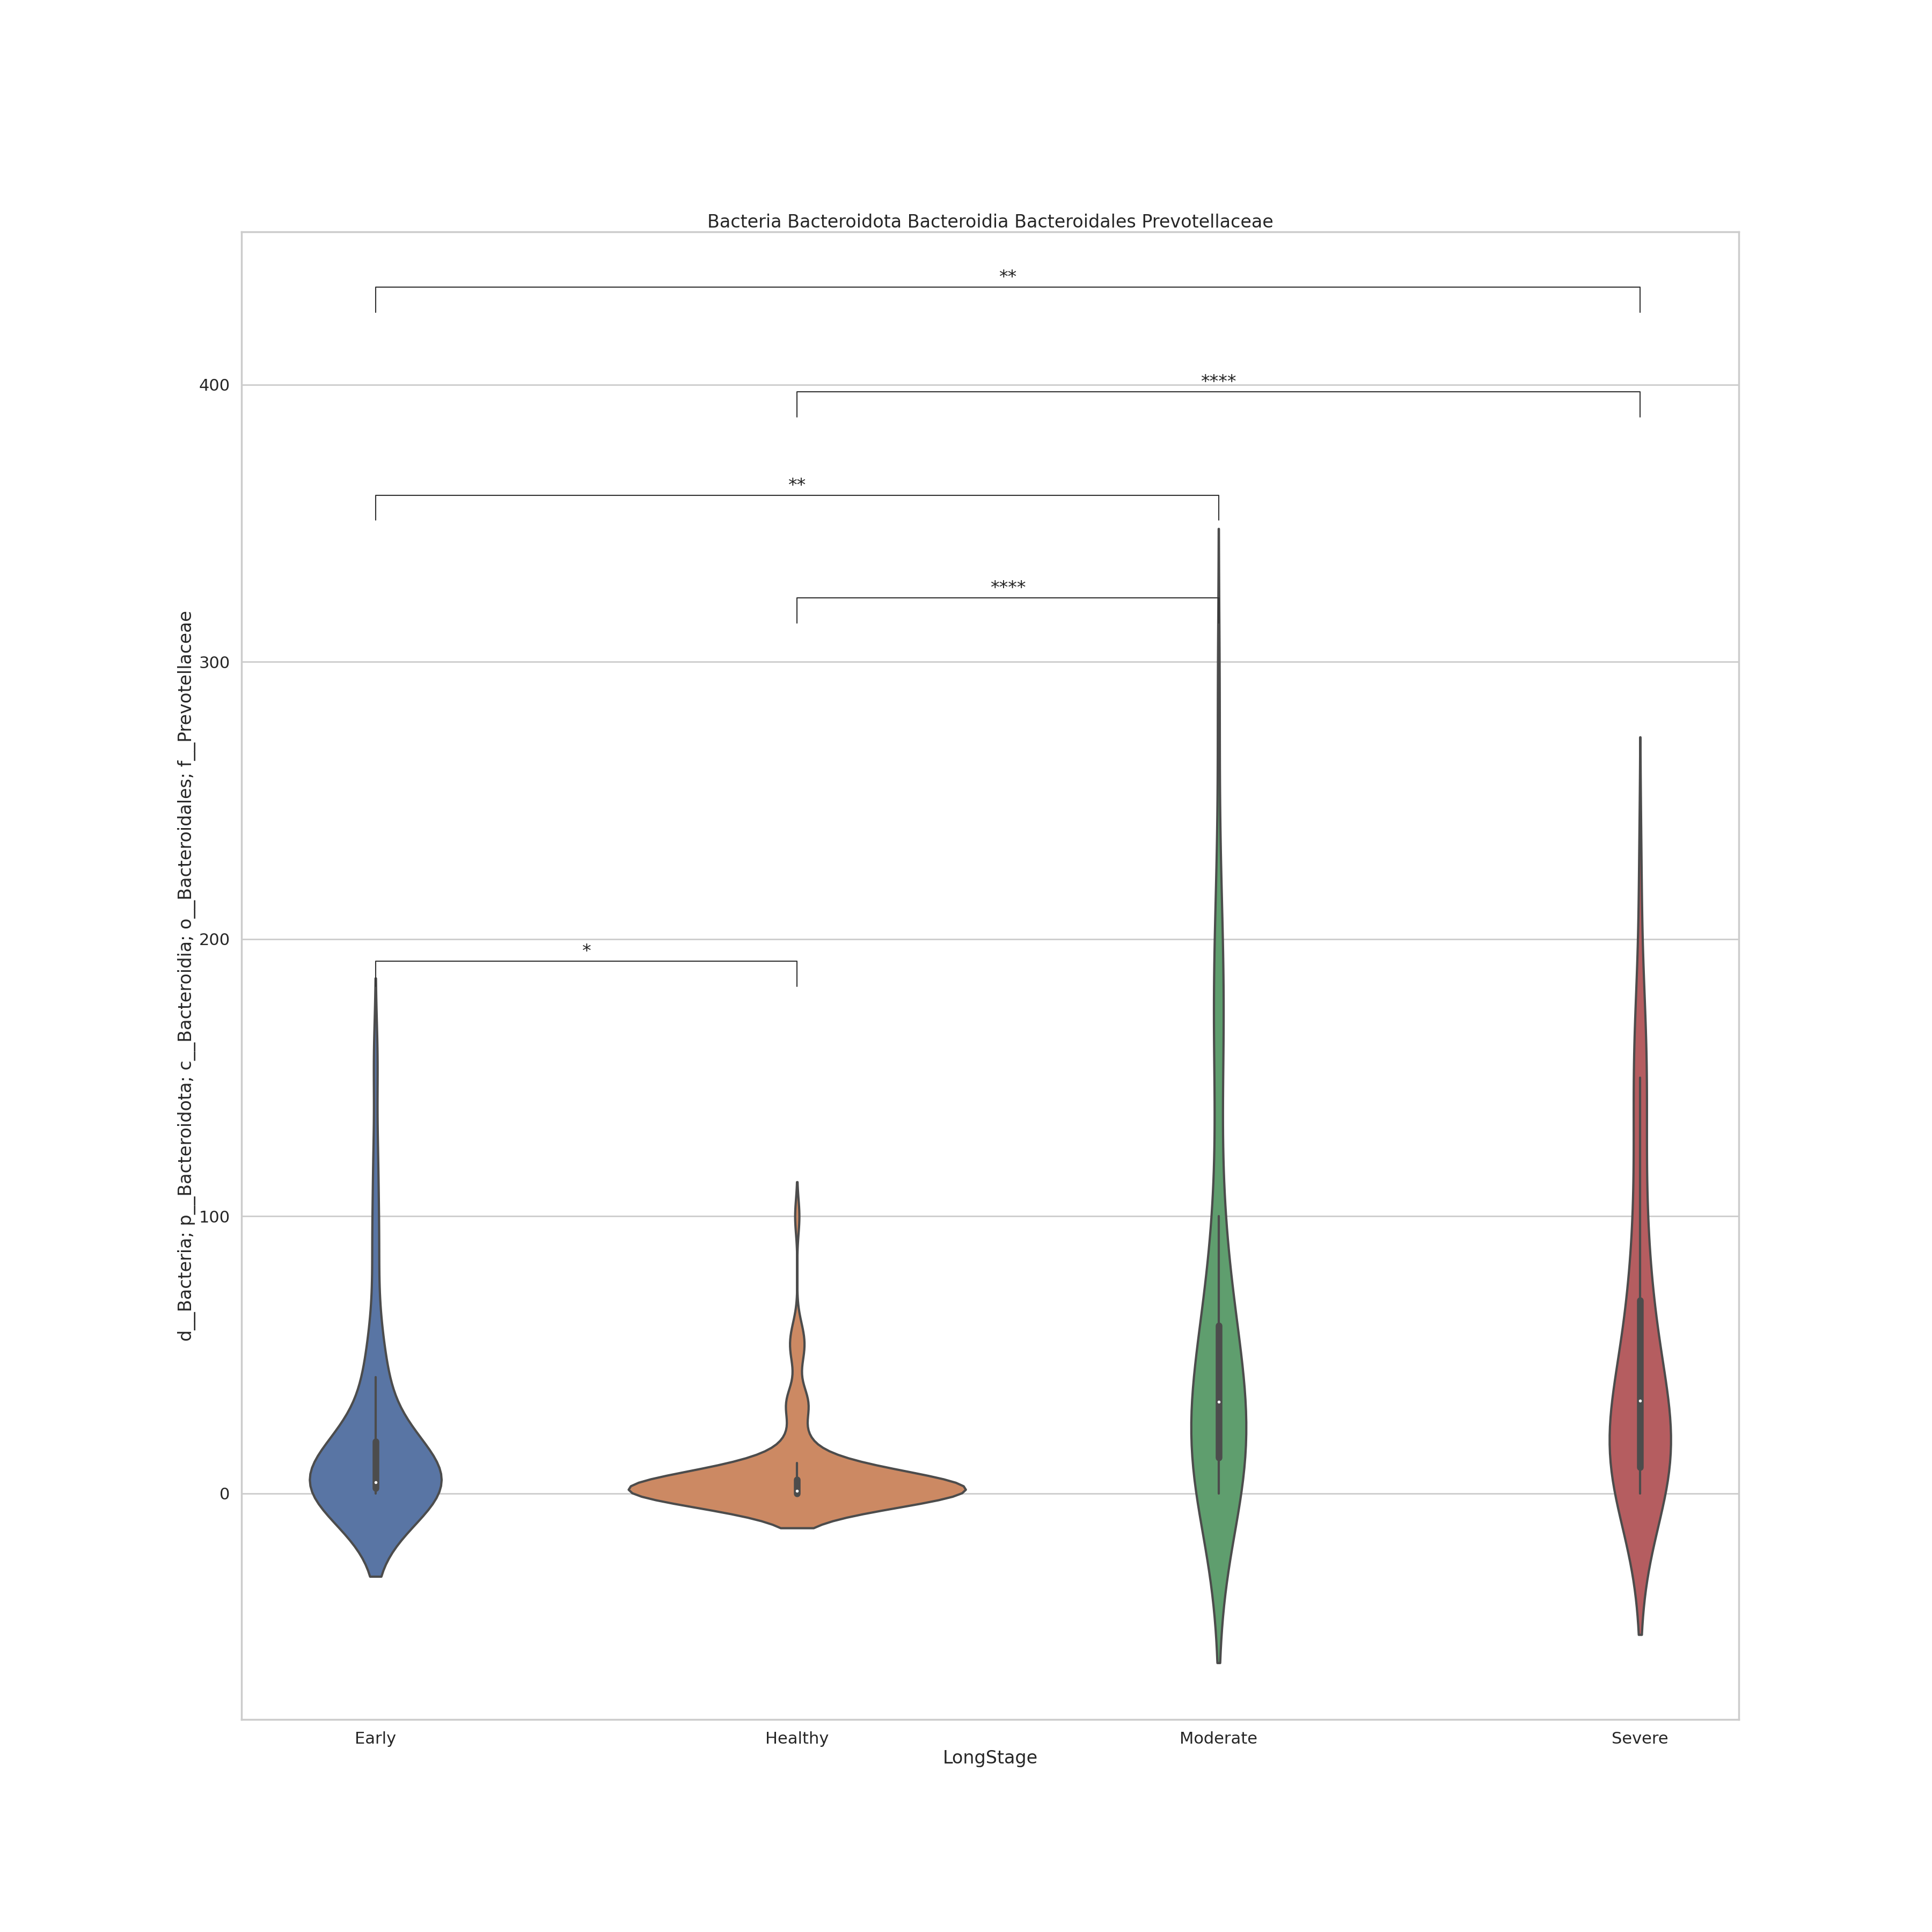 Bacteria Bacteroidota Bacteroidia Bacteroidales Prevotellaceae
**
400
****
**
****
300
d__Bacteria; p__Bacteroidota; c__Bacteroidia; o__Bacteroidales; f__Prevotellaceae
200
*
100
0
Early Healthy Moderate Severe
LongStage